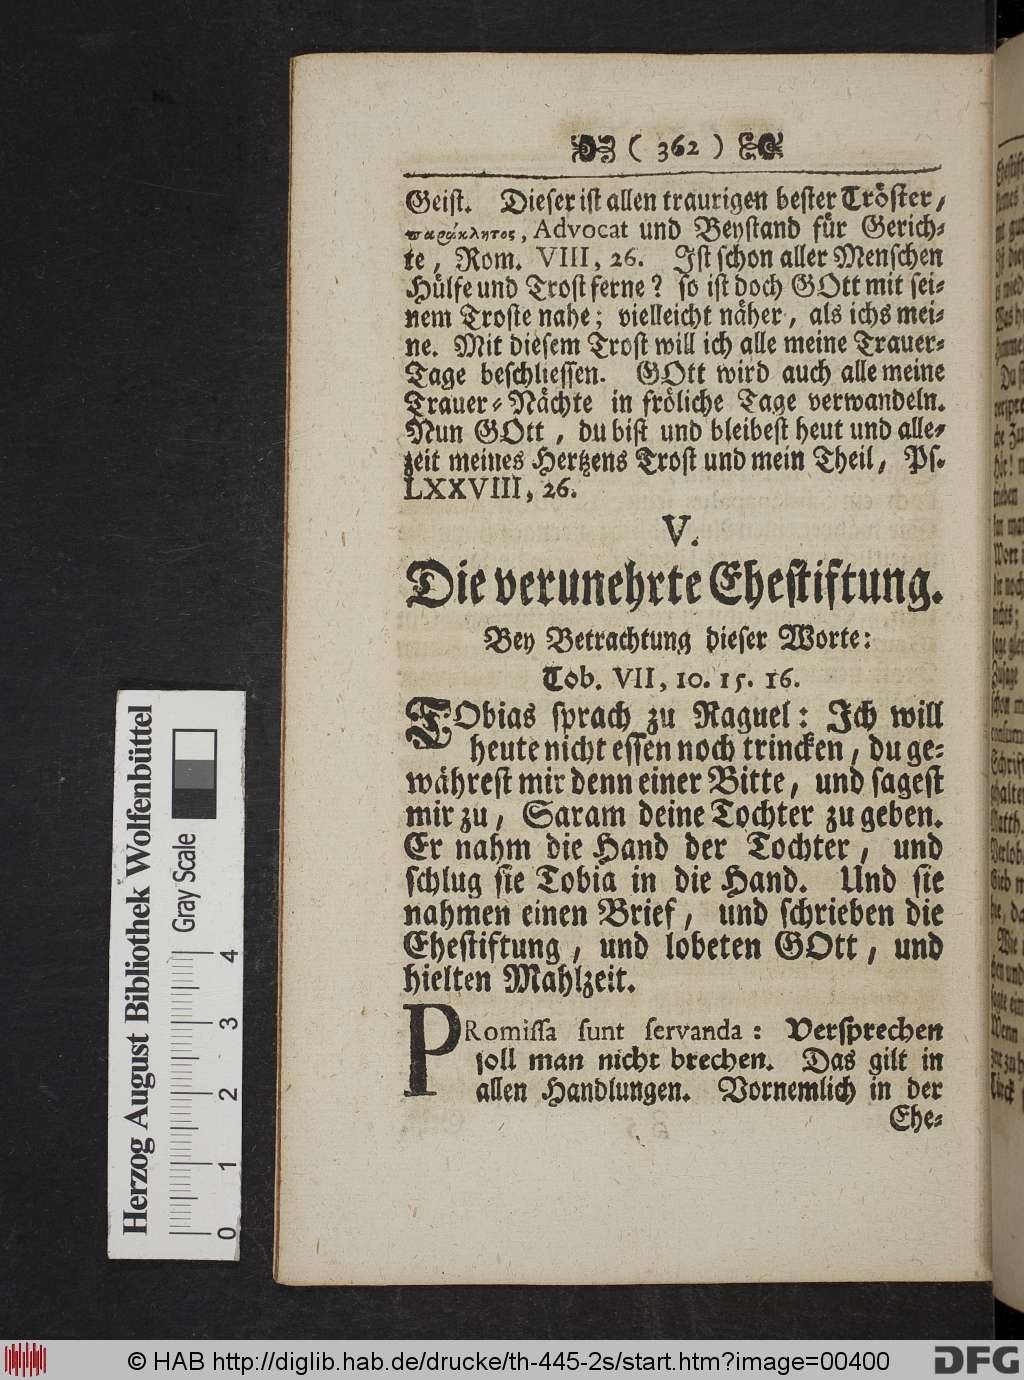 ( 362 )
Geist. Dieser ist allen traurigen bester Tröster,
παράκλητος, Advocat und Beystand für Gerich-
te, Rom. VIII, 26. Ist schon aller Menschen
Hülfe und Trost ferne? so ist doch GOtt mit sei-
nem Troste nahe; vielleicht näher, als ichs mei-
ne. Mit diesem Trost will ich alle meine Trauer-
Tage beschliessen. GOtt wird auch alle meine
Trauer-Nächte in fröliche Tage verwandeln.
Nun GOtt, du bist und bleibest heut und alle-
zeit meines Hertzens Trost und mein Theil, Ps.
LXXVIII, 26.
V.
Die verunehrte Ehestiftung.
Bey Betrachtung dieser Worte:
Tob. VII, 10. 15. 16.
TObias sprach zu Raguel: Ich will
heute nicht essen noch trincken, du ge-
währest mir denn einer Bitte, und sagest
mir zu, Saram deine Tochter zu geben.
Er nahm die Hand der Tochter, und
schlug sie Tobia in die Hand. Und sie
nahmen einen Brief, und schrieben die
Ehestiftung, und lobeten GOtt, und
hielten Mahlzeit.
PRomissa sunt servanda: Versprechen
soll man nicht brechen. Das gilt in
allen Handlungen. Vornemlich in der
Ehe-
Herzog August Bibliothek Wolfenbüttel
Gray Scale
0 1 2 3 4
© HAB http://diglib.hab.de/drucke/th-445-2s/start.htm?image=00400
DFG